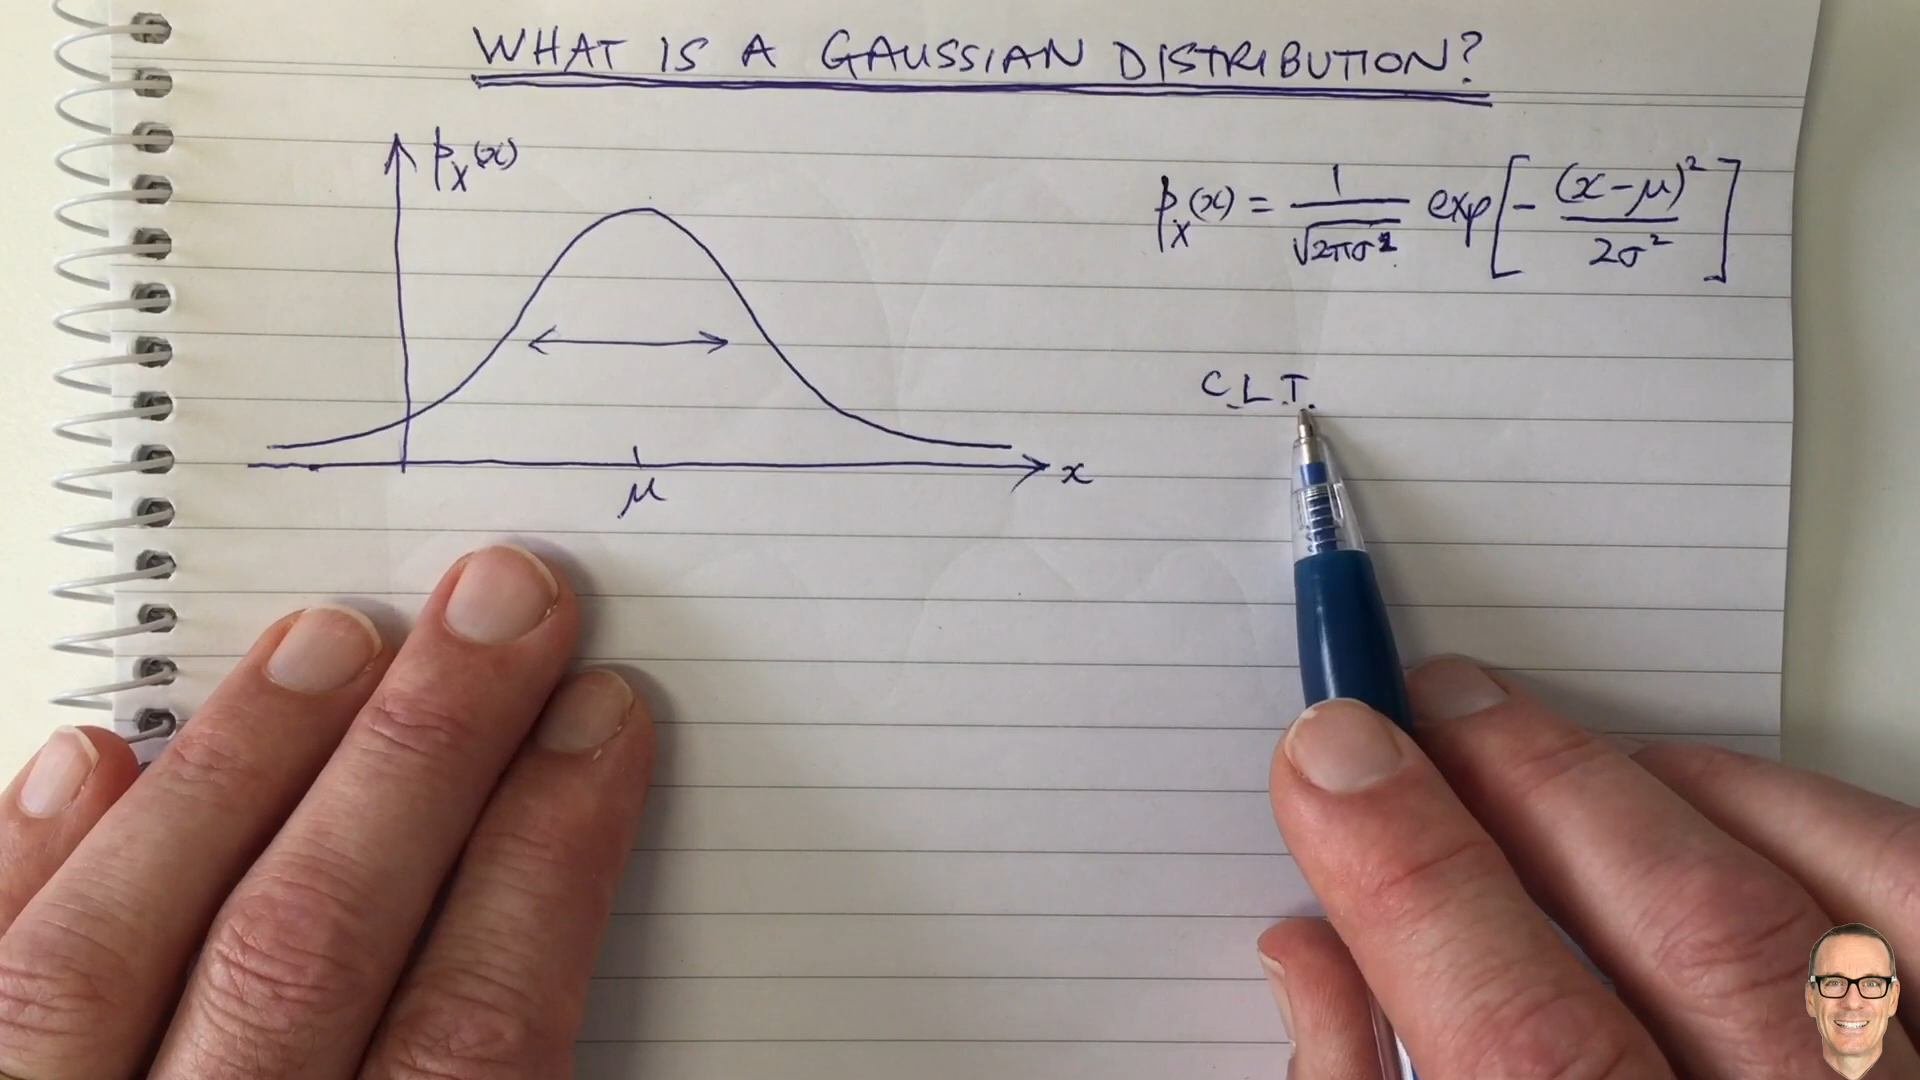 WHAT IS A GAUSSIAN DISTRIBUTION?
p_X(x)
p_X(x) = 1/√(2πσ²) exp[-(x-μ)²/2σ²]
C.L.T.
x
μ